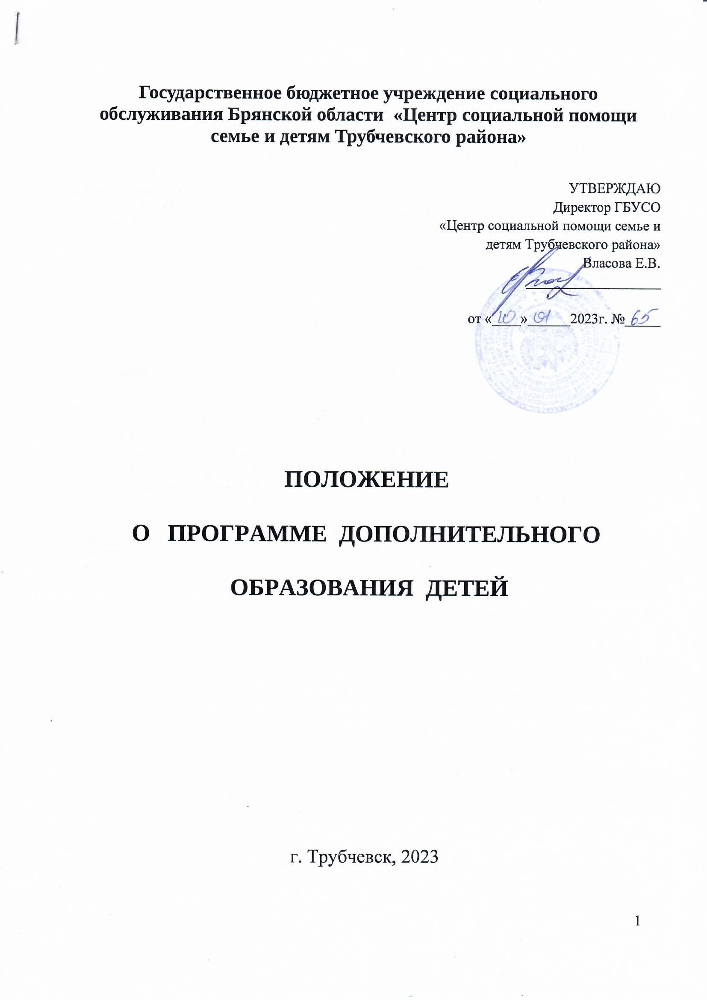 Государственное бюджетное учреждение социального
обслуживания Брянской области «Центр социальной помощи
семье и детям Трубчевского района»
УТВЕРЖДАЮ
Директор ГБУСО
«Центр социальной помощи семье и
детям Трубчевского района»
Власова Е.В.
от «10» 01 2023г. № 65
ПОЛОЖЕНИЕ
О ПРОГРАММЕ ДОПОЛНИТЕЛЬНОГО
ОБРАЗОВАНИЯ ДЕТЕЙ
г. Трубчевск, 2023
1